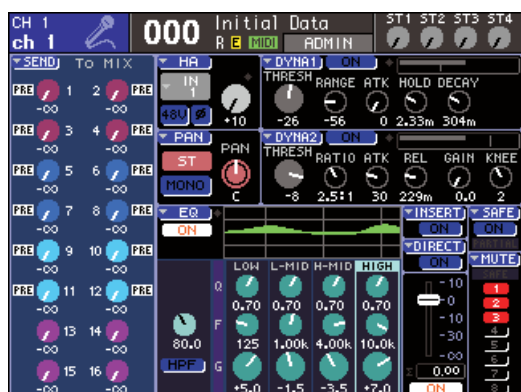 CH 1
ch 1
000
Initial Data
R E MIDI ADMIN
ST1 ST2 ST3 ST4
SEND TO MIX
PRE 1 2 PRE
-∞ -∞
PRE 3 4 PRE
-∞ -∞
PRE 5 6 PRE
-∞ -∞
PRE 7 8 PRE
-∞ -∞
PRE 9 10 PRE
-∞ -∞
PRE 11 12 PRE
-∞ -∞
13 14
-∞ -∞
15 16
-∞ -∞
HA
IN
1
48V Ø
+10
PAN
ST
MONO
PAN
C
DYNA1 ON
THRESH RANGE ATK HOLD DECAY
-26 -56 0 2.33m 304m
DYNA2 ON
THRESH RATIO ATK REL GAIN KNEE
-8 2.5:1 30 229m 0.0 2
EQ
ON
LOW L-MID H-MID HIGH
Q 0.70 0.70 0.70 0.70
F 125 1.00k 4.00k 10.0k
G +5.0 -1.5 -3.5 +7.0
80.0
HPF
INSERT
ON
DIRECT
ON
-10
-0
-10
-30
-∞
Σ 0.00
ON
SAFE
ON
PARTIAL
MUTE
SAFE
1
2
3
4
5
6
7
8